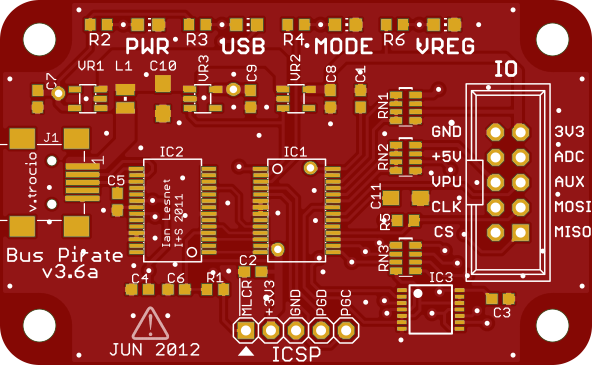 R2 R3 R4 R6
PWR USB MODE VREG
VR1 L1 C10 VR3 C9 VR2 C8 C1 IO
C7
RN1
J1 GND 3V3
IC2 IC1 RN2 +5V ADC
1
v.trocio
C5 VPU AUX
C11
Ian Lesnet
I+S 2011
CLK MOSI
R5
CS MISO
Bus Pirate
v3.6a
RN3
C4 C6 R1 C2 IC3
MLCR +3V3 GND PGD PGC
C3
JUN 2012
ICSP